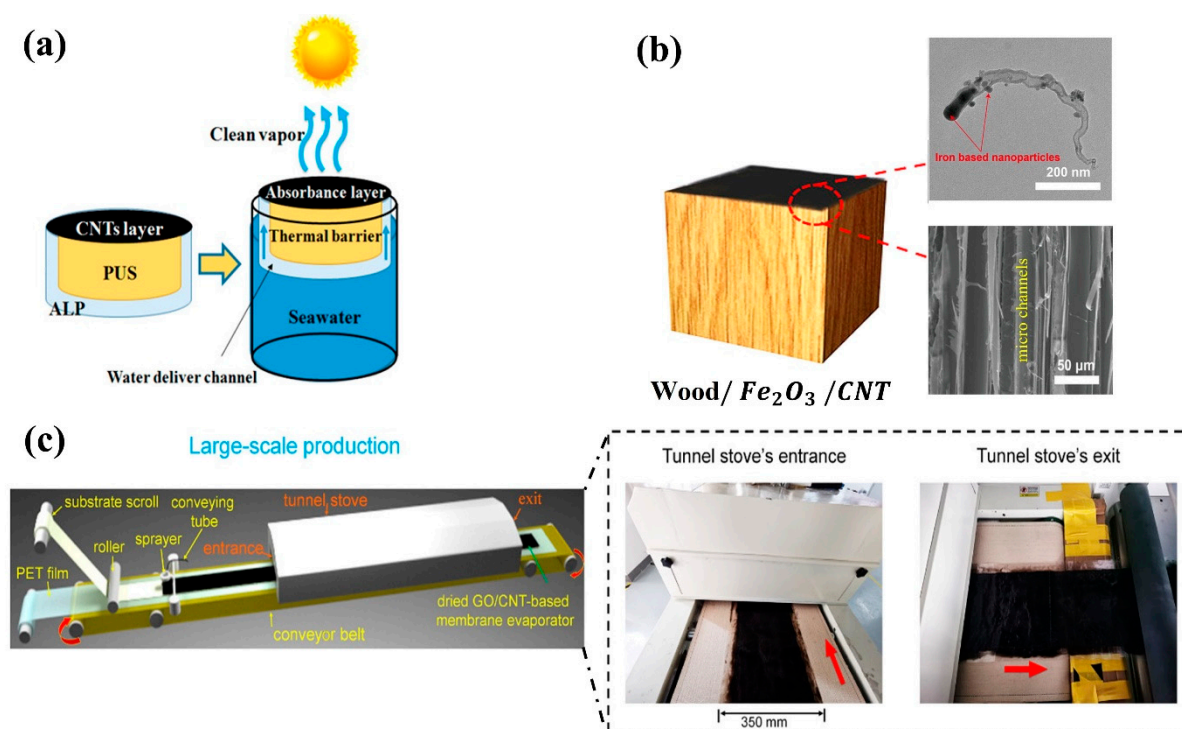 (a)
Clean vapor
Absorbance layer
CNTs layer
Thermal barrier
PUS
ALP
Seawater
Water deliver channel
(b)
Iron based nanoparticles
200 nm
micro channels
50 μm
Wood/ Fe₂O₃ /CNT
(c)
Large-scale production
substrate scroll
conveying
tube
tunnel stove
exit
roller
sprayer
entrance
PET film
dried GO/CNT-based
membrane evaporator
conveyor belt
Tunnel stove's entrance
Tunnel stove's exit
350 mm